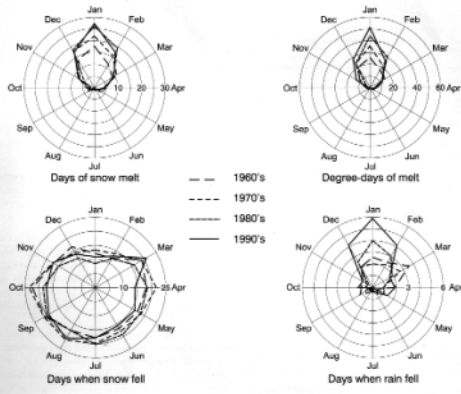 Jan
Dec Feb
Nov Mar
Oct 10 20 30 Apr
Sep May
Aug Jun
Jul
Days of snow melt
Jan
Dec Feb
Nov Mar
Oct 20 40 60 Apr
Sep May
Aug Jun
Jul
Degree-days of melt
1960's
1970's
1980's
1990's
Jan
Dec Feb
Nov Mar
Oct 10 25 Apr
Sep May
Aug Jun
Jul
Days when snow fell
Jan
Dec Feb
Nov Mar
Oct 3 6 Apr
Sep May
Aug Jun
Jul
Days when rain fell